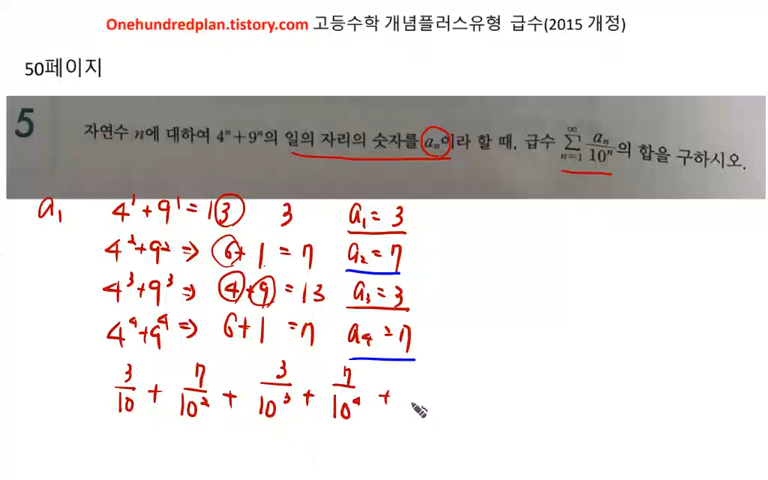 Onehundredplan.tistory.com 고등수학 개념플러스유형 급수(2015 개정)
50페이지
5 자연수 n에 대하여 4ⁿ+9ⁿ의 일의 자리의 숫자를 aₙ이라 할 때, 급수 ∑ₙ₌₁^∞ aₙ/10ⁿ의 합을 구하시오.
a₁ 4¹+9¹=13 3 a₁=3
4²+9² ⇒ 6+1=7 a₂=7
4³+9³ ⇒ 4+9=13 a₃=3
4⁴+9⁴ ⇒ 6+1=7 a₄=7
3/10 + 7/10² + 3/10³ + 7/10⁴ +